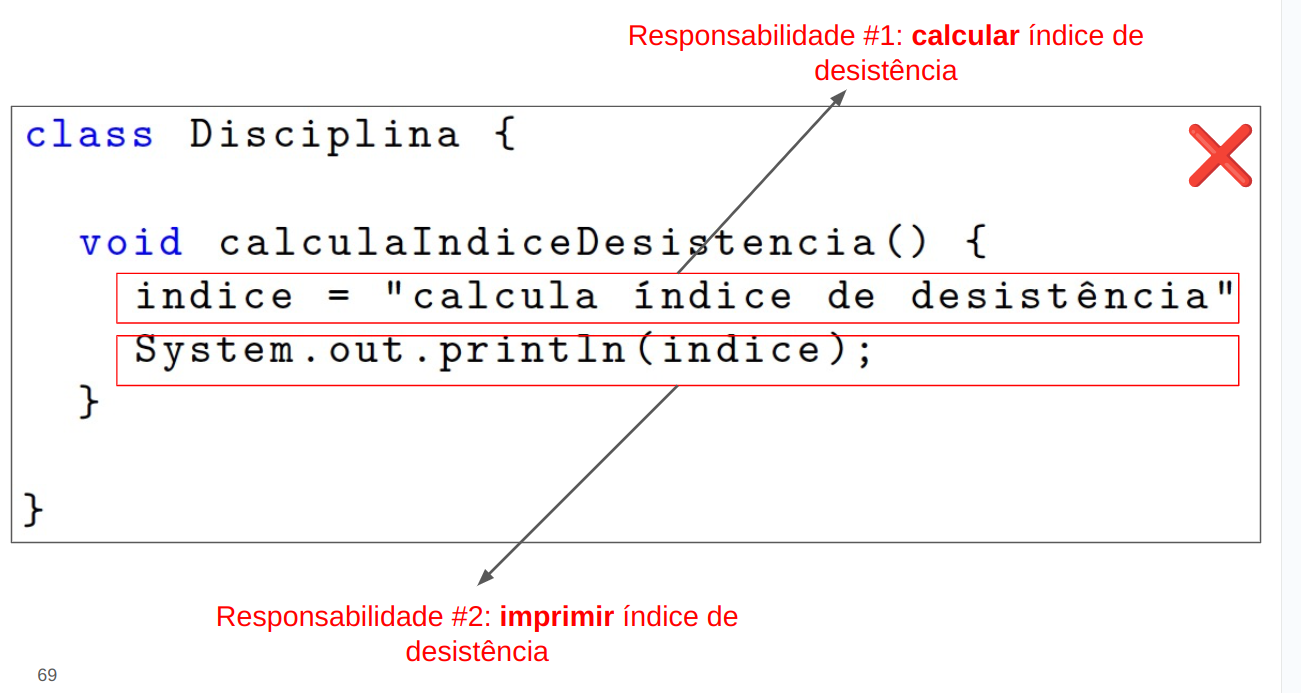 Responsabilidade #1: calcular índice de
desistência
class Disciplina {
void calculaIndiceDesistencia() {
indice = "calcula índice de desistência"
System.out.println(indice);
}
}
Responsabilidade #2: imprimir índice de
desistência
69